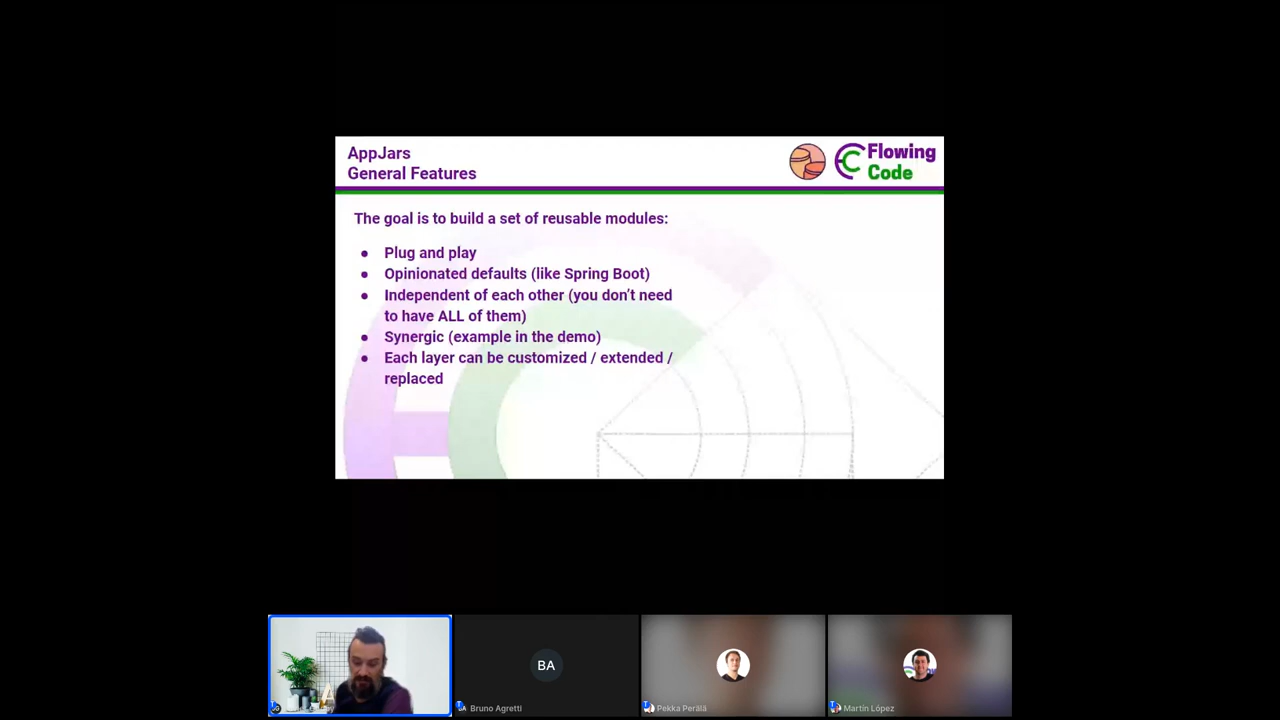 AppJars
General Features
Flowing
Code
The goal is to build a set of reusable modules:
● Plug and play
● Opinionated defaults (like Spring Boot)
● Independent of each other (you don’t need
to have ALL of them)
● Synergic (example in the demo)
● Each layer can be customized / extended /
replaced
BA
Bruno Agretti
Pekka Perälä
Martín López